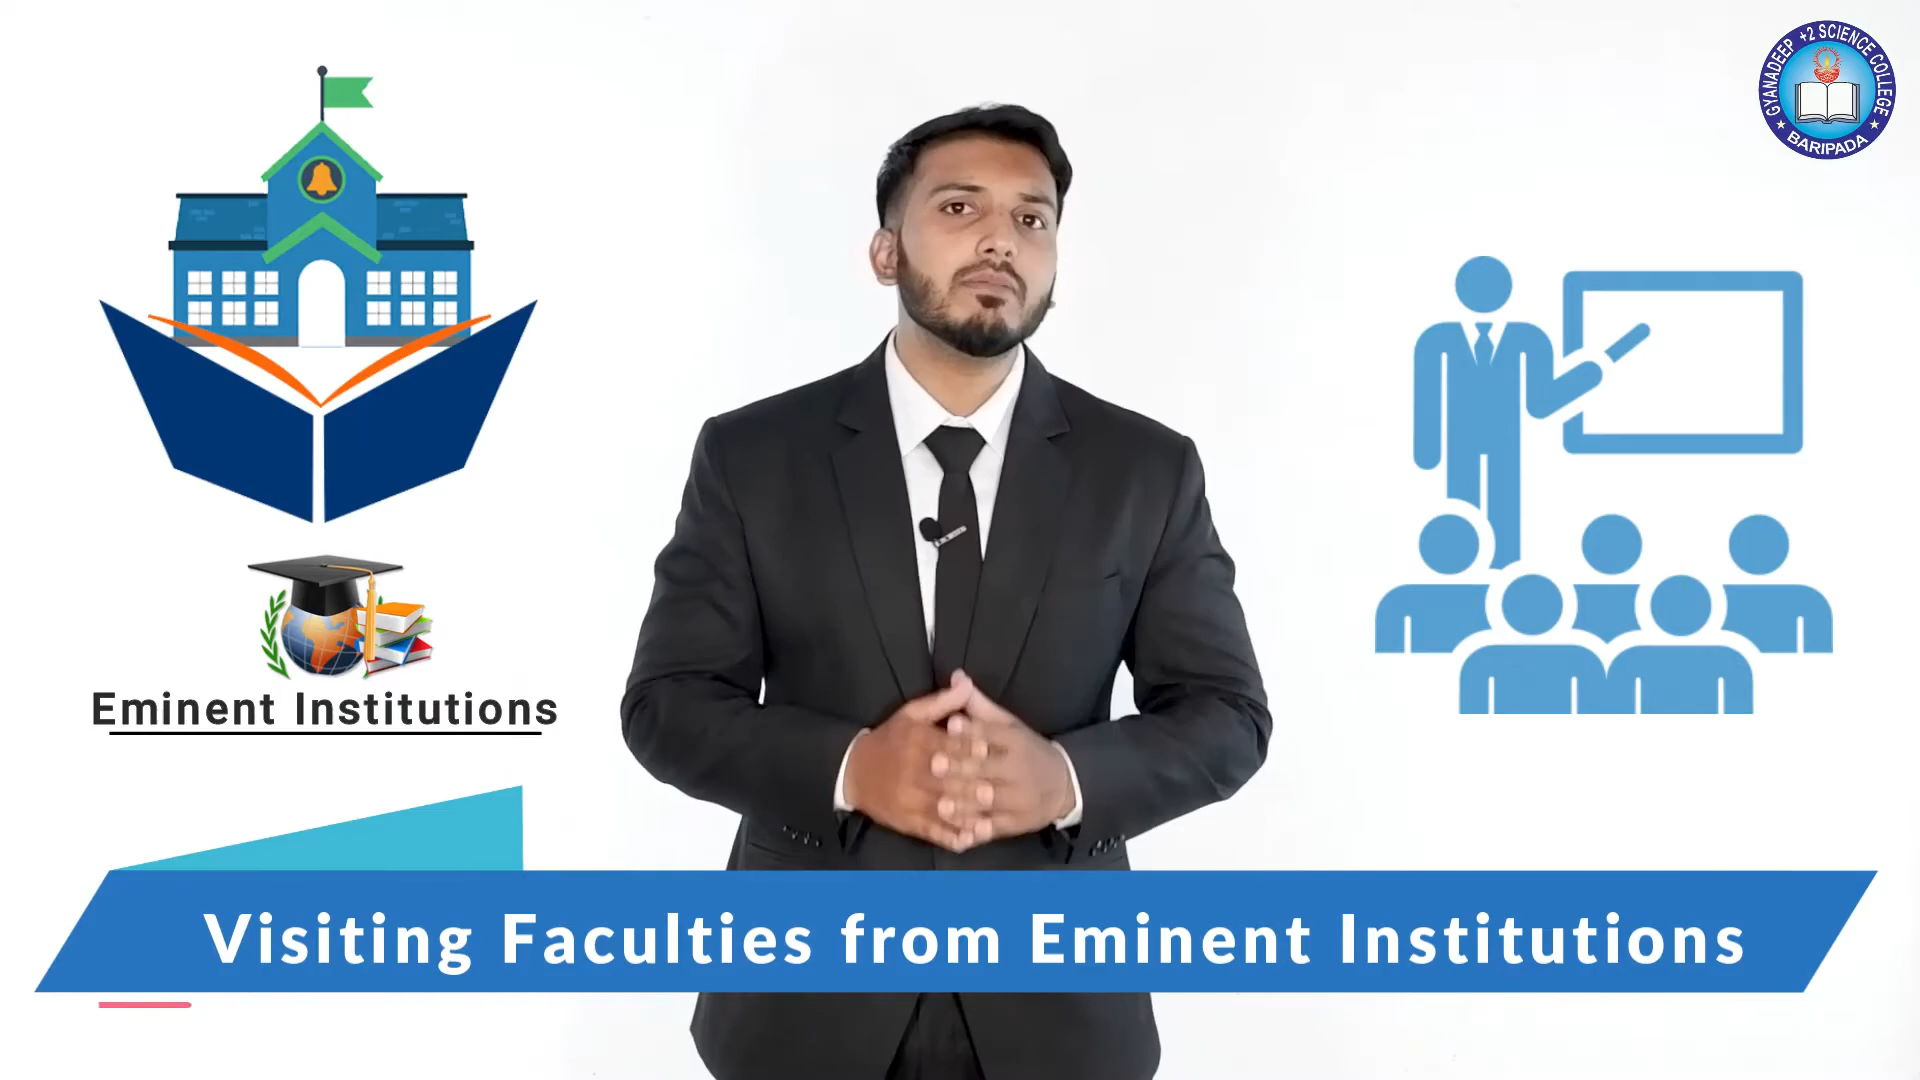 GYANADEEP +2 SCIENCE COLLEGE
★ BARIPADA ★
Eminent Institutions
Visiting Faculties from Eminent Institutions